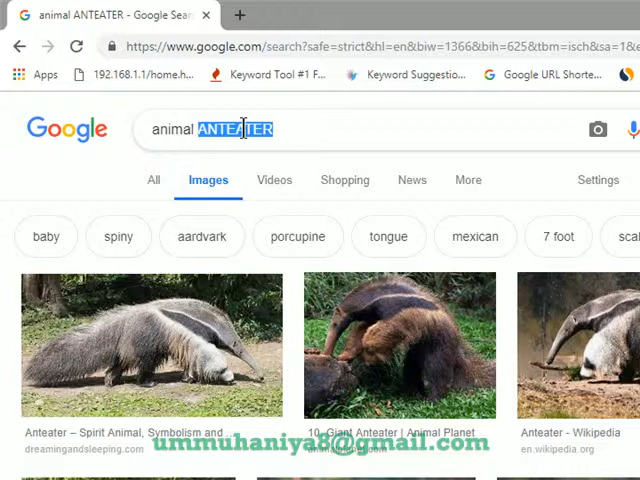 animal ANTEATER - Google Sear
https://www.google.com/search?safe=strict&hl=en&biw=1366&bih=625&tbm=isch&sa=1&e
Apps 192.168.1.1/home.h... Keyword Tool #1 F... Keyword Suggestio... Google URL Shorte...
Google animal ANTEATER
All Images Videos Shopping News More Settings
baby spiny aardvark porcupine tongue mexican 7 foot scal
Anteater – Spirit Animal, Symbolism and ... 10. Giant Anteater | Animal Planet Anteater - Wikipedia
dreamingandsleeping.com en.wikipedia.org
ummuhaniya8@gmail.com